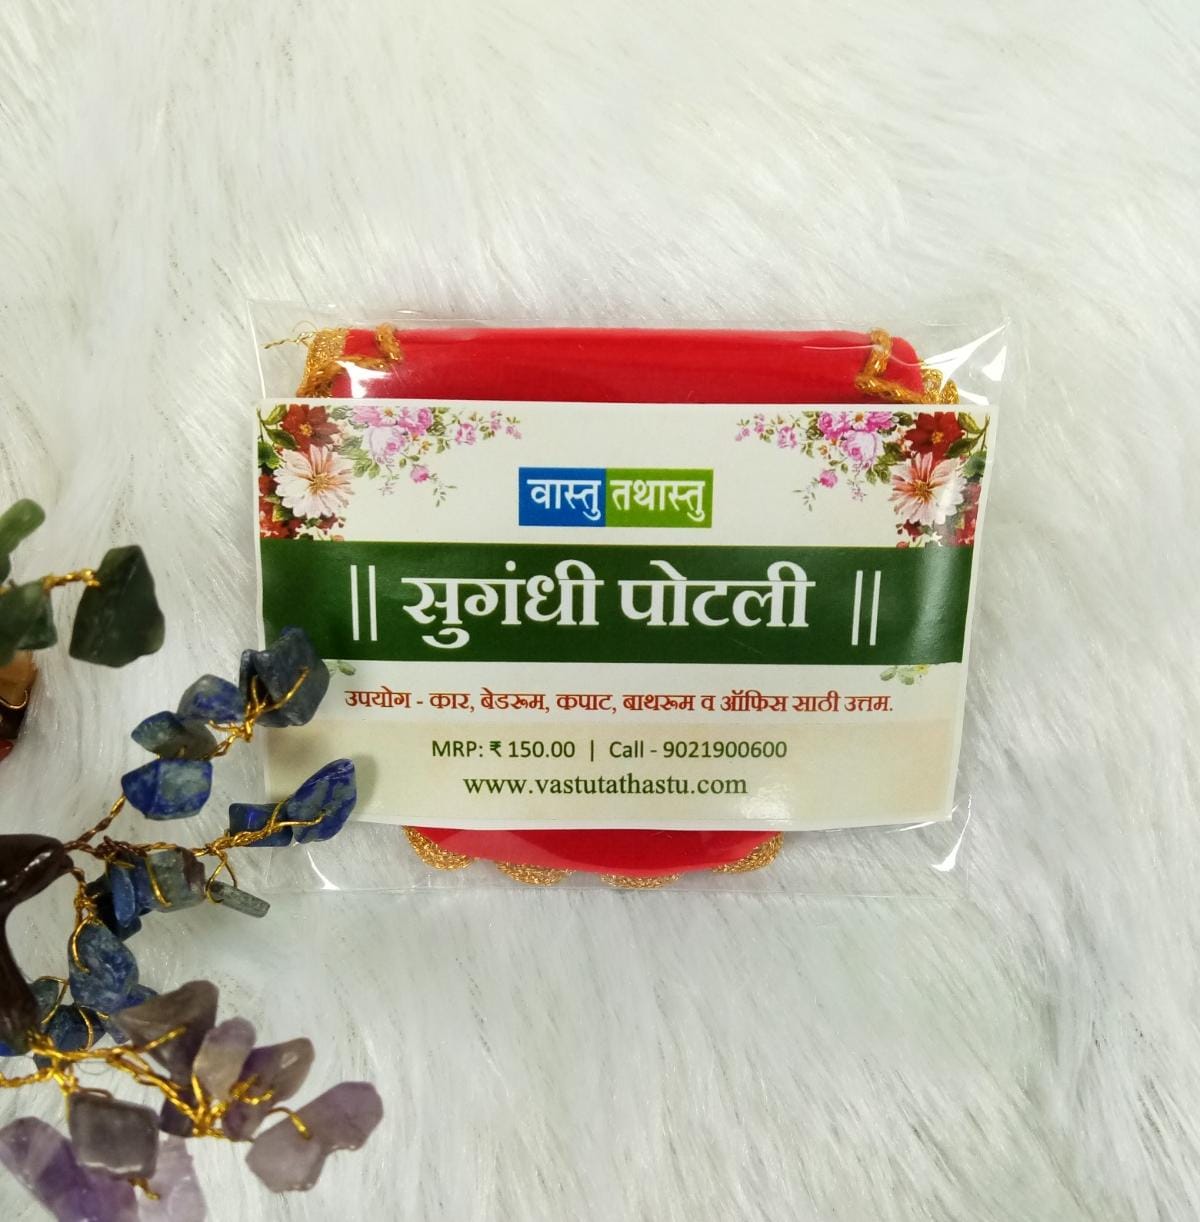 वास्तु तथास्तु
|| सुगंधी पोटली ||
उपयोग - कार, बेडरूम, कपाट, बाथरूम व ऑफिस साठी उत्तम.
MRP: ₹ 150.00 | Call - 9021900600
www.vastutathastu.com